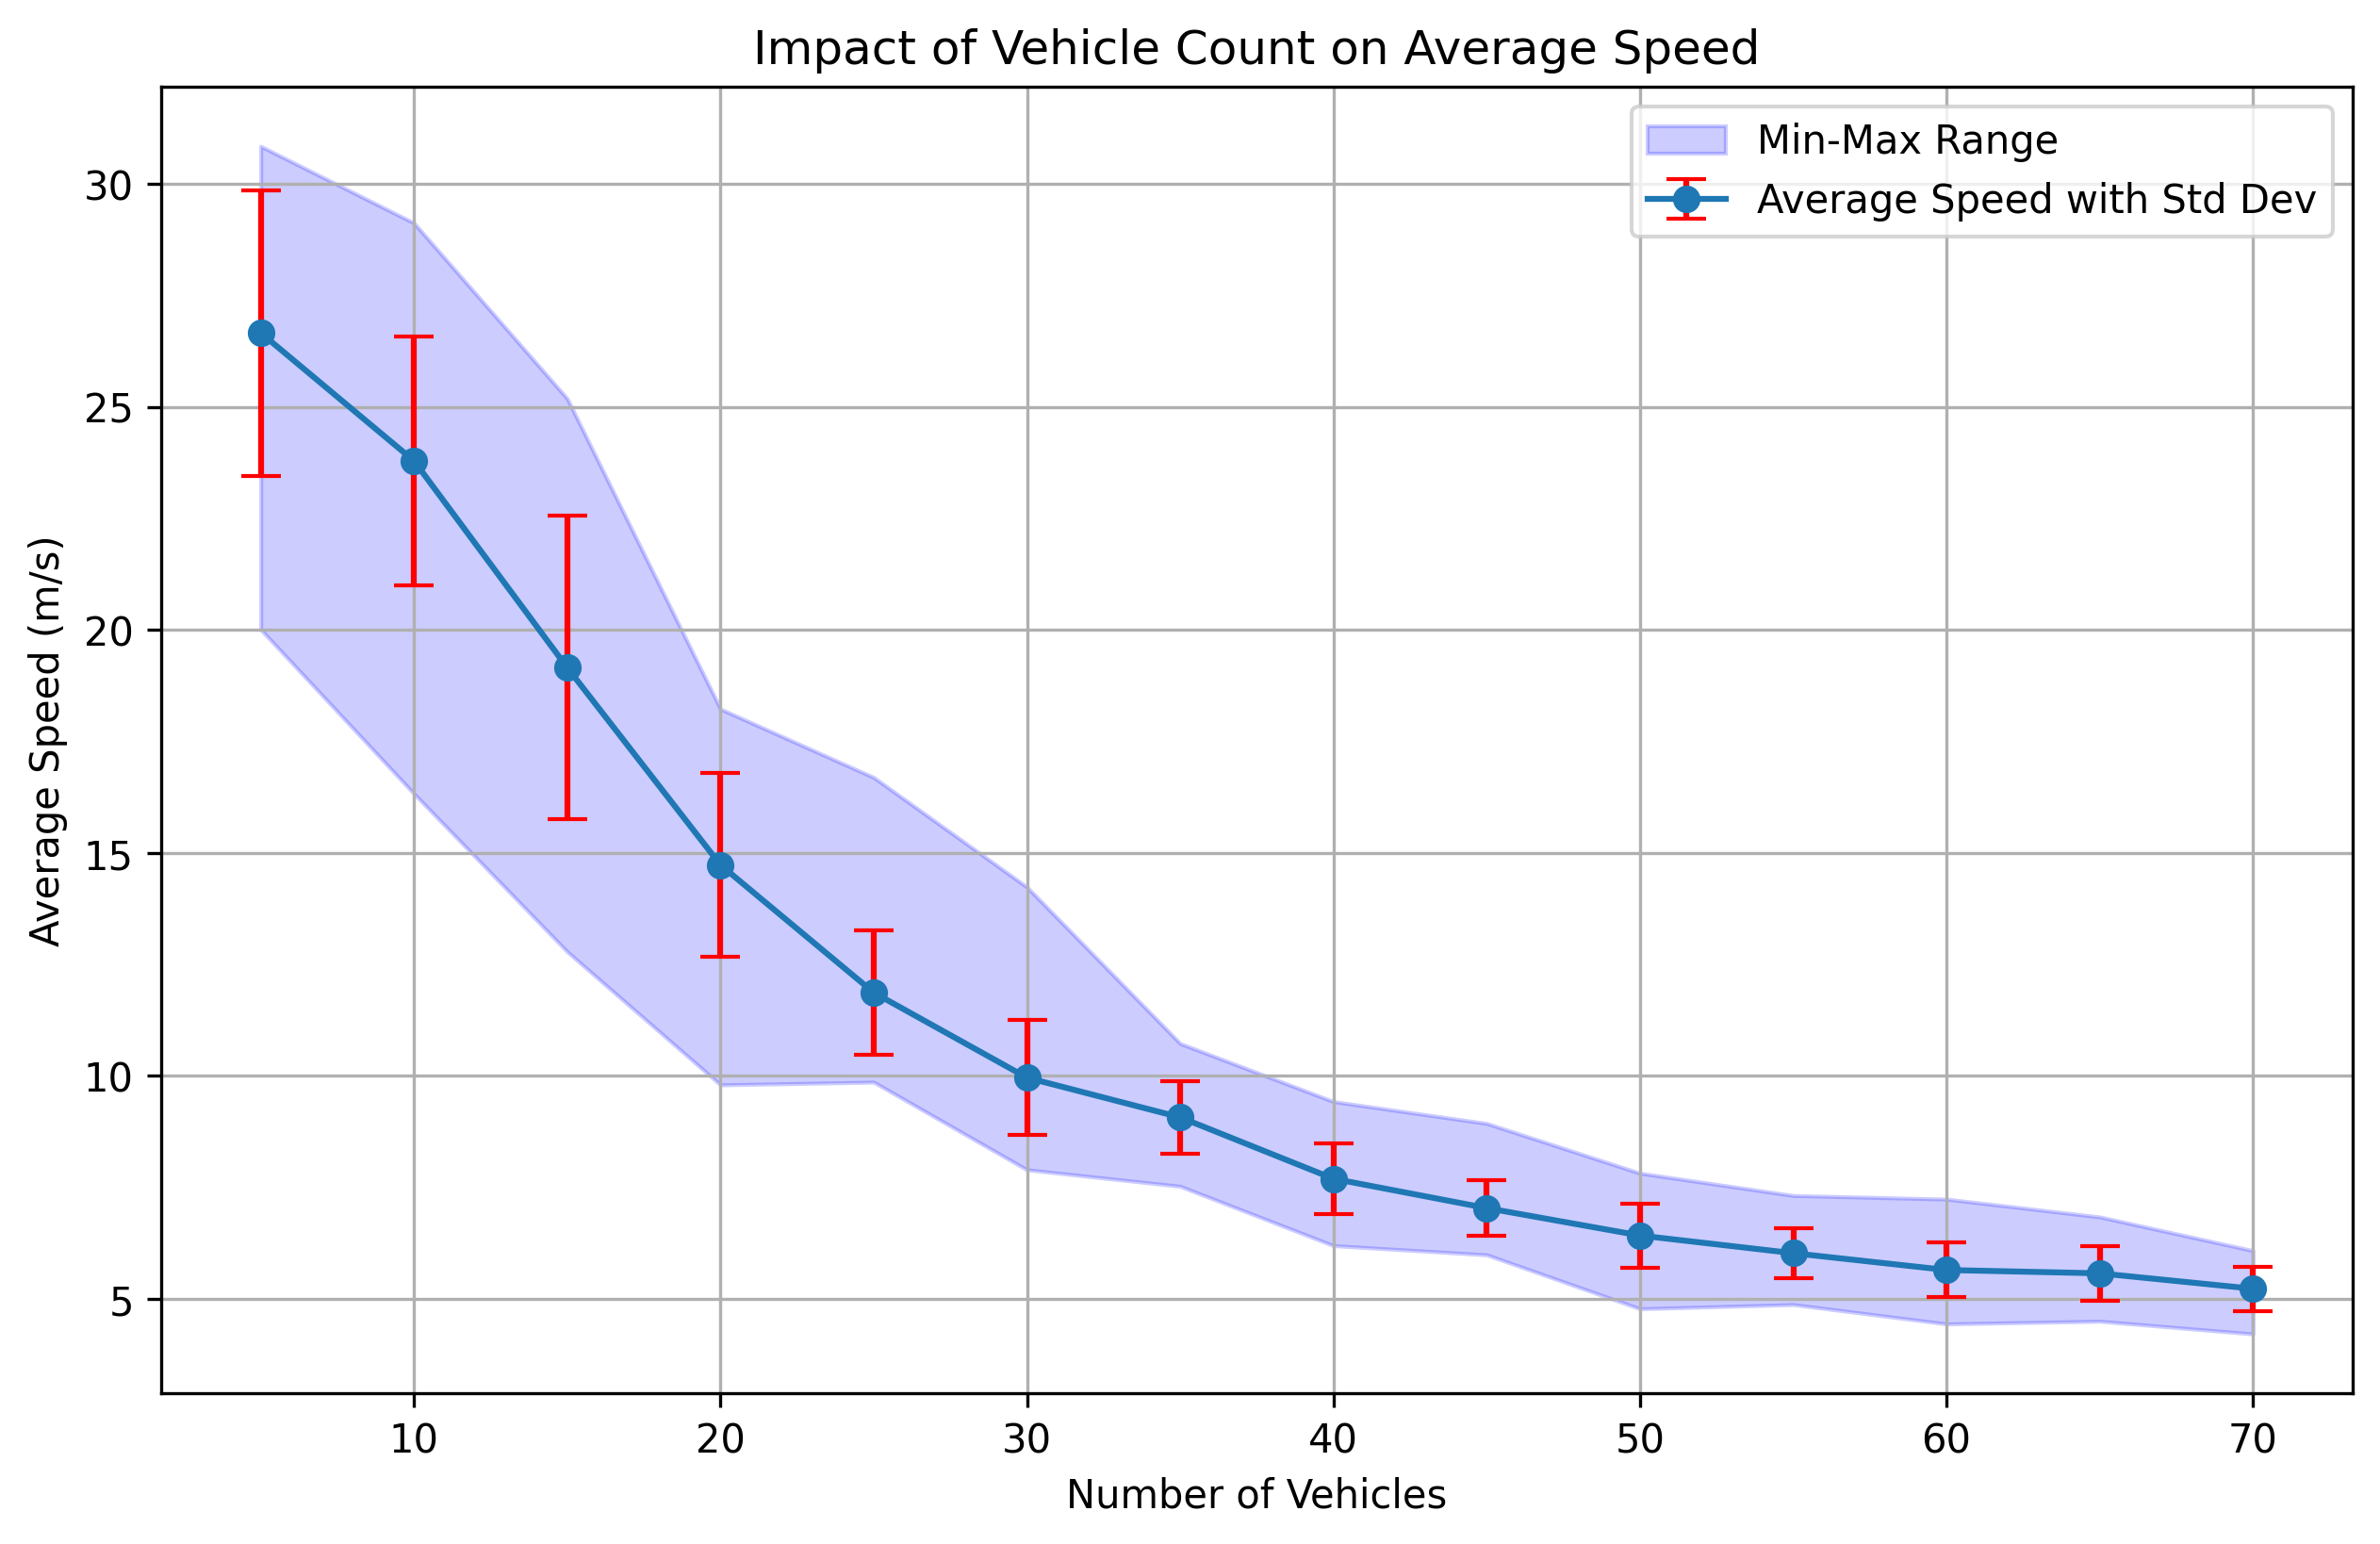 Impact of Vehicle Count on Average Speed
Min-Max Range
Average Speed with Std Dev
Average Speed (m/s)
30
25
20
15
10
5
10 20 30 40 50 60 70
Number of Vehicles